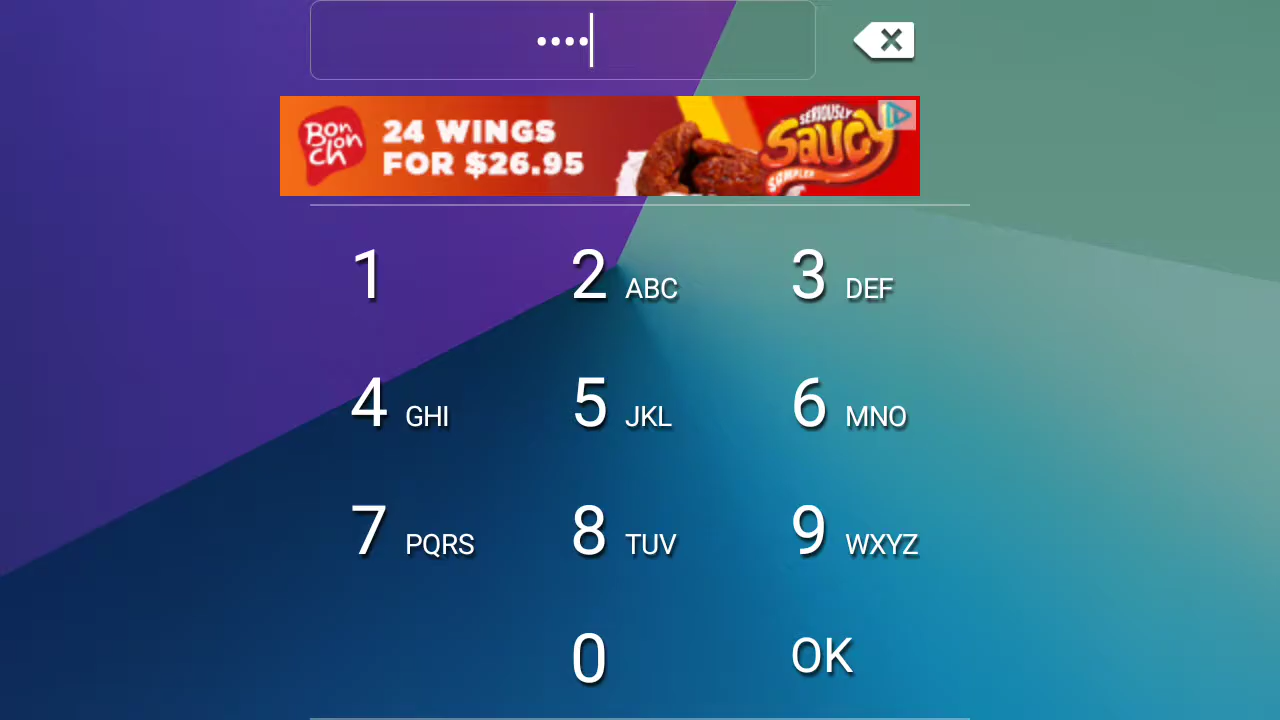 ••••
Bon
chon
24 WINGS
FOR $26.95
SERIOUSLY
SAUCY
SAMPLER
1
2 ABC
3 DEF
4 GHI
5 JKL
6 MNO
7 PQRS
8 TUV
9 WXYZ
0
OK